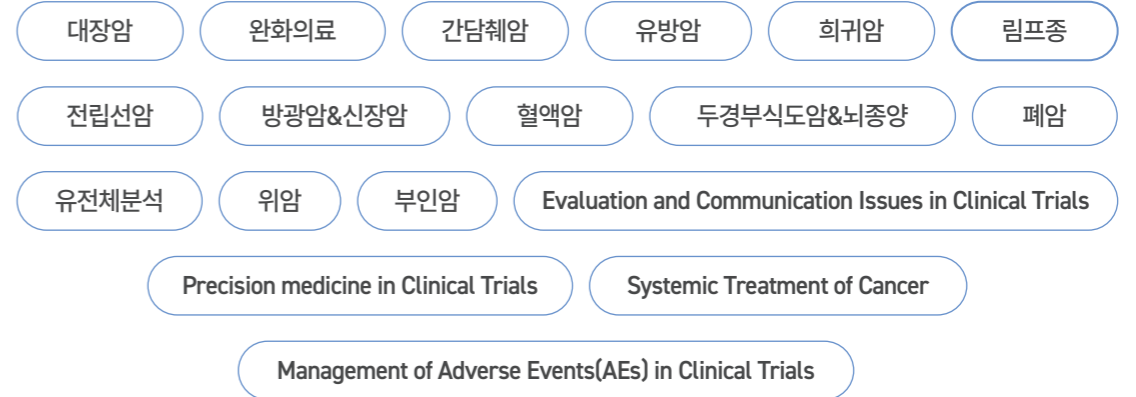 대장암 완화의료 간담췌암 유방암 희귀암 림프종
전립선암 방광암&신장암 혈액암 두경부식도암&뇌종양 폐암
유전체분석 위암 부인암 Evaluation and Communication Issues in Clinical Trials
Precision medicine in Clinical Trials Systemic Treatment of Cancer
Management of Adverse Events(AEs) in Clinical Trials